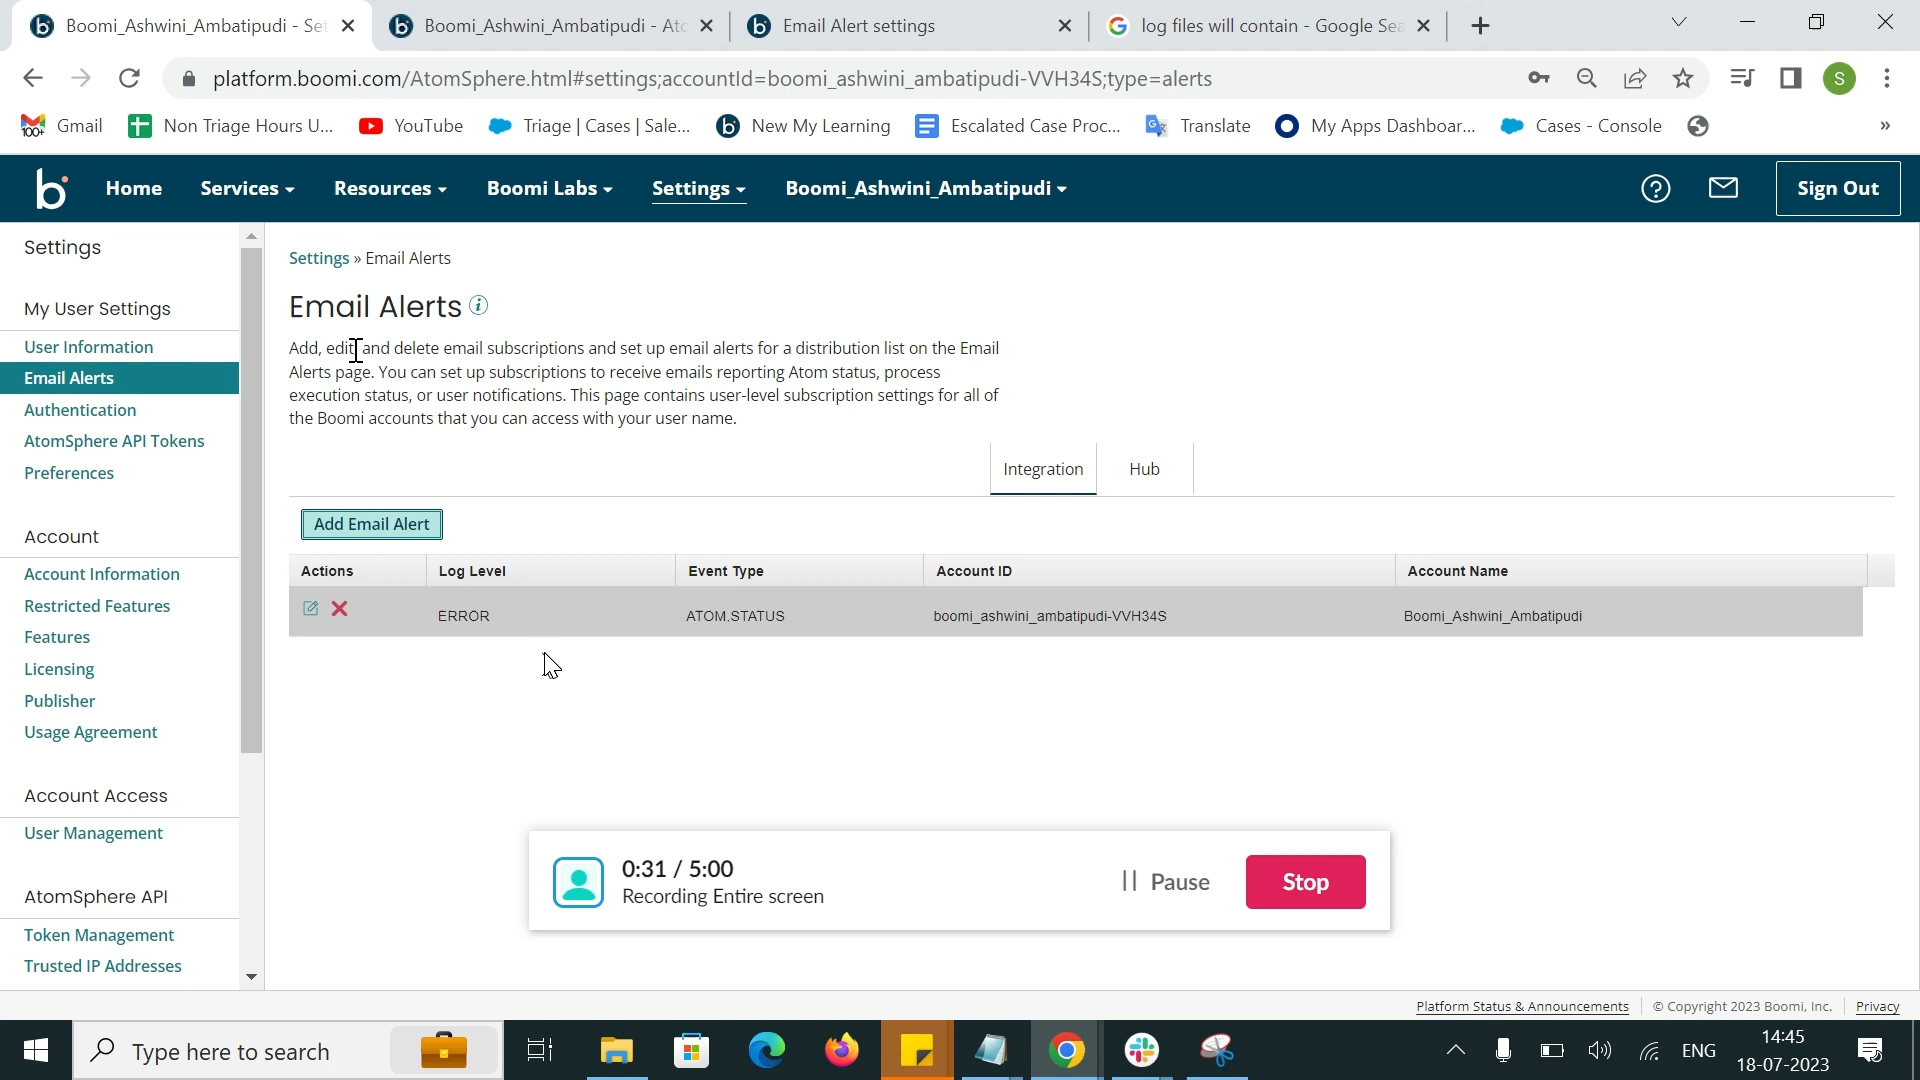 Boomi_Ashwini_Ambatipudi - Set
Boomi_Ashwini_Ambatipudi - Ato
Email Alert settings
log files will contain - Google Sea
platform.boomi.com/AtomSphere.html#settings;accountId=boomi_ashwini_ambatipudi-VVH34S;type=alerts
S
100+
Gmail
Non Triage Hours U...
YouTube
Triage | Cases | Sale...
New My Learning
Escalated Case Proc...
Translate
My Apps Dashboar...
Cases - Console
»
b
Home
Services
Resources
Boomi Labs
Settings
Boomi_Ashwini_Ambatipudi
Sign Out
Settings
My User Settings
User Information
Email Alerts
Authentication
AtomSphere API Tokens
Preferences
Account
Account Information
Restricted Features
Features
Licensing
Publisher
Usage Agreement
Account Access
User Management
AtomSphere API
Token Management
Trusted IP Addresses
Settings » Email Alerts
Email Alerts
Add, edit, and delete email subscriptions and set up email alerts for a distribution list on the Email
Alerts page. You can set up subscriptions to receive emails reporting Atom status, process
execution status, or user notifications. This page contains user-level subscription settings for all of
the Boomi accounts that you can access with your user name.
Integration
Hub
Add Email Alert
Actions
Log Level
Event Type
Account ID
Account Name
ERROR
ATOM.STATUS
boomi_ashwini_ambatipudi-VVH34S
Boomi_Ashwini_Ambatipudi
0:31 / 5:00
Recording Entire screen
Pause
Stop
Platform Status & Announcements
© Copyright 2023 Boomi, Inc.
Privacy
Type here to search
ENG
14:45
18-07-2023